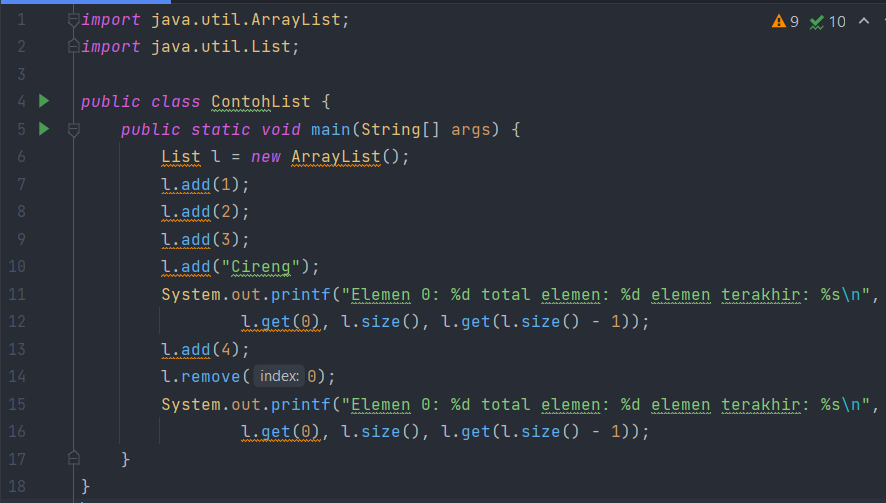 1 import java.util.ArrayList;
9 10
2 import java.util.List;
3
4 public class ContohList {
5     public static void main(String[] args) {
6         List l = new ArrayList();
7         l.add(1);
8         l.add(2);
9         l.add(3);
10         l.add("Cireng");
11         System.out.printf("Elemen 0: %d total elemen: %d elemen terakhir: %s\n",
12                 l.get(0), l.size(), l.get(l.size() - 1));
13         l.add(4);
14         l.remove( index: 0);
15         System.out.printf("Elemen 0: %d total elemen: %d elemen terakhir: %s\n",
16                 l.get(0), l.size(), l.get(l.size() - 1));
17     }
18 }